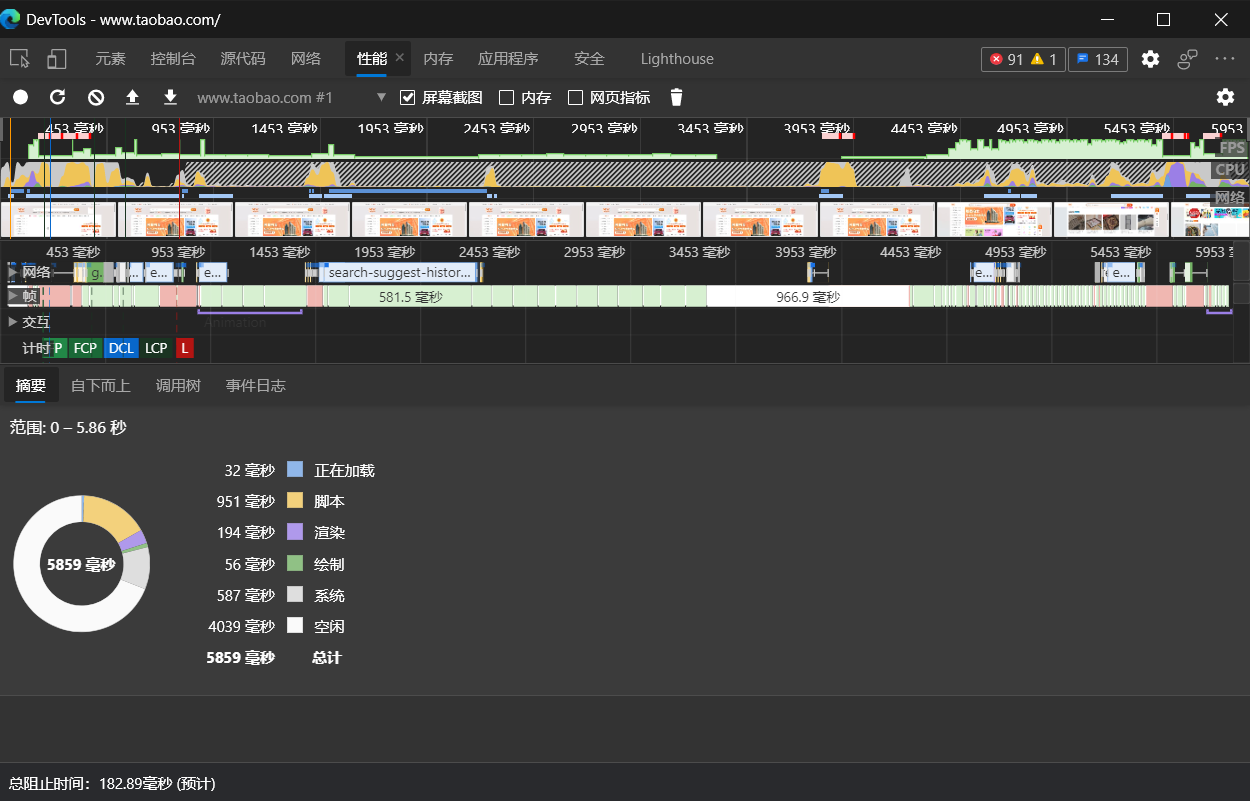 DevTools - www.taobao.com/
元素 控制台 源代码 网络 性能 内存 应用程序 安全 Lighthouse 91 1 134
www.taobao.com #1 屏幕截图 内存 网页指标
453 毫秒 953 毫秒 1453 毫秒 1953 毫秒 2453 毫秒 2953 毫秒 3453 毫秒 3953 毫秒 4453 毫秒 4953 毫秒 5453 毫秒 5953
FPS
CPU
网络
453 毫秒 953 毫秒 1453 毫秒 1953 毫秒 2453 毫秒 2953 毫秒 3453 毫秒 3953 毫秒 4453 毫秒 4953 毫秒 5453 毫秒 5953 毫
网络 g. ... e... e... search-suggest-histor... e... e...
帧 581.5 毫秒 966.9 毫秒
交互 Animation
计时 P FCP DCL LCP L
摘要 自下而上 调用树 事件日志
范围: 0 – 5.86 秒
32 毫秒 正在加载
951 毫秒 脚本
194 毫秒 渲染
5859 毫秒
56 毫秒 绘制
587 毫秒 系统
4039 毫秒 空闲
5859 毫秒 总计
总阻止时间：182.89毫秒 (预计)